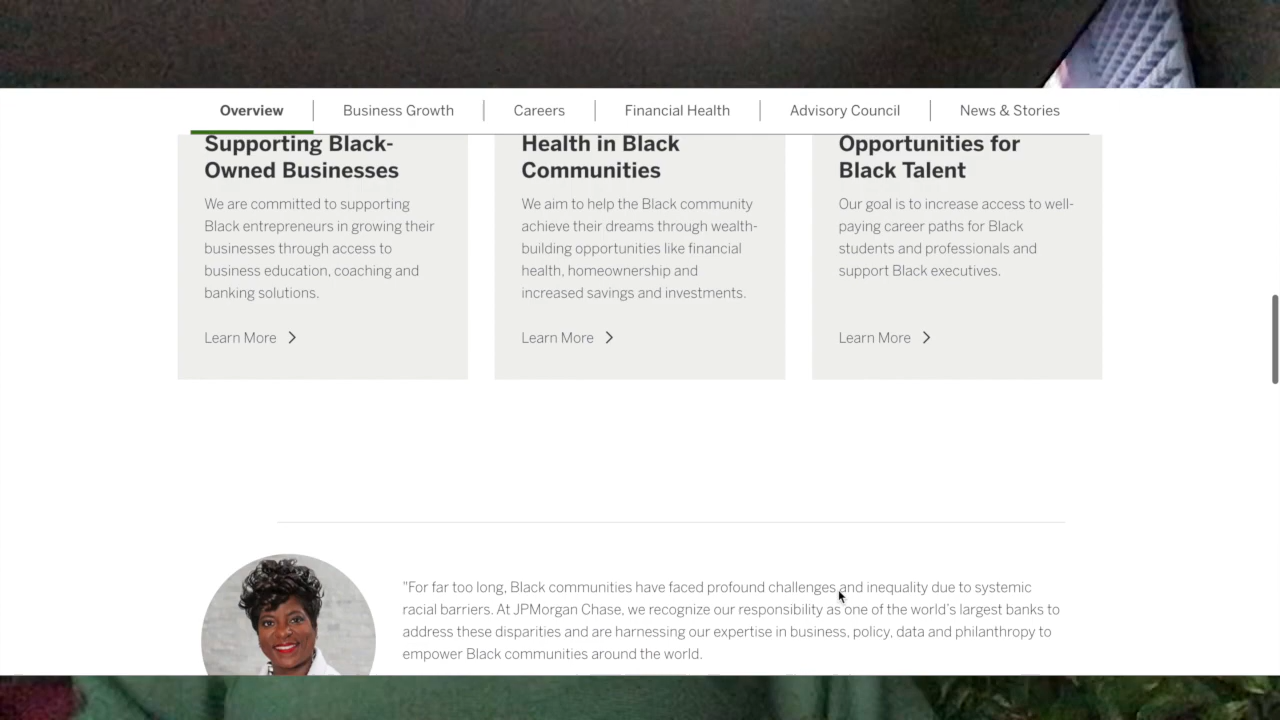 Overview
Business Growth
Careers
Financial Health
Advisory Council
News & Stories
Supporting Black-
Owned Businesses
We are committed to supporting
Black entrepreneurs in growing their
businesses through access to
business education, coaching and
banking solutions.
Learn More
Health in Black
Communities
We aim to help the Black community
achieve their dreams through wealth-
building opportunities like financial
health, homeownership and
increased savings and investments.
Learn More
Opportunities for
Black Talent
Our goal is to increase access to well-
paying career paths for Black
students and professionals and
support Black executives.
Learn More
"For far too long, Black communities have faced profound challenges and inequality due to systemic
racial barriers. At JPMorgan Chase, we recognize our responsibility as one of the world's largest banks to
address these disparities and are harnessing our expertise in business, policy, data and philanthropy to
empower Black communities around the world.